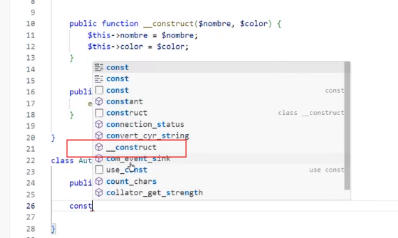 8
9
10 public function __construct($nombre, $color) {
11 $this->nombre = $nombre;
12 $this->color = $color;
13 }
14 const
15 const
16 publ const const
17 e constant
18 } construct class __construct
19 connection_status
20 } convert_cyr_string
21 __construct
22 class Aut com_event_sink
23 use_const use const
24 publ count_chars
25 collator_get_strength
26 const
27
28 }